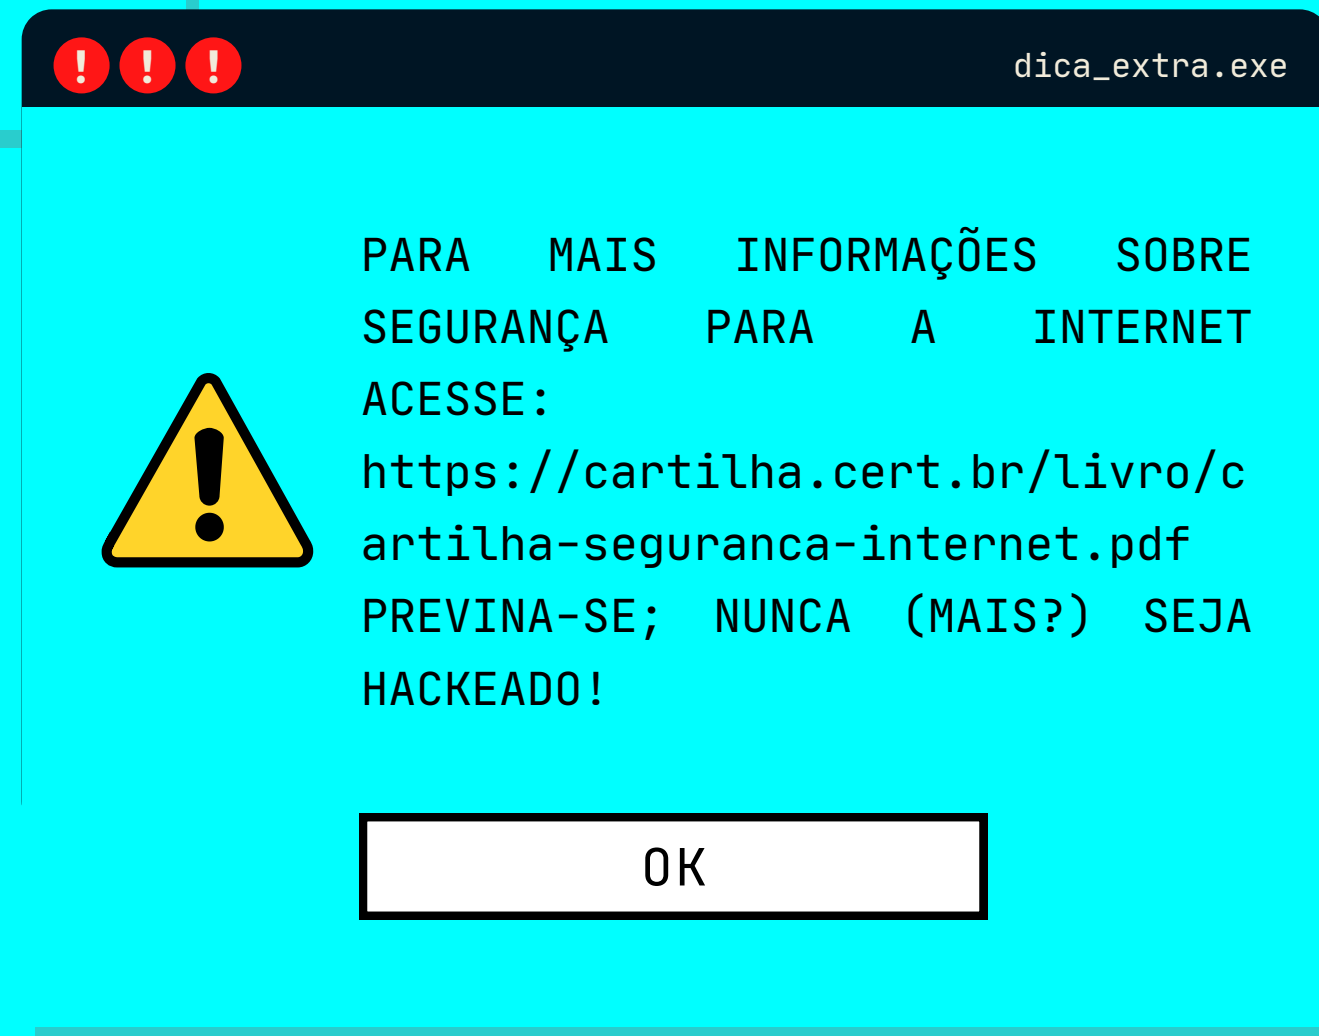 ! ! ! dica_extra.exe
PARA MAIS INFORMAÇÕES SOBRE
SEGURANÇA PARA A INTERNET
ACESSE:
https://cartilha.cert.br/livro/c
artilha-seguranca-internet.pdf
PREVINA-SE; NUNCA (MAIS?) SEJA
HACKEADO!
OK